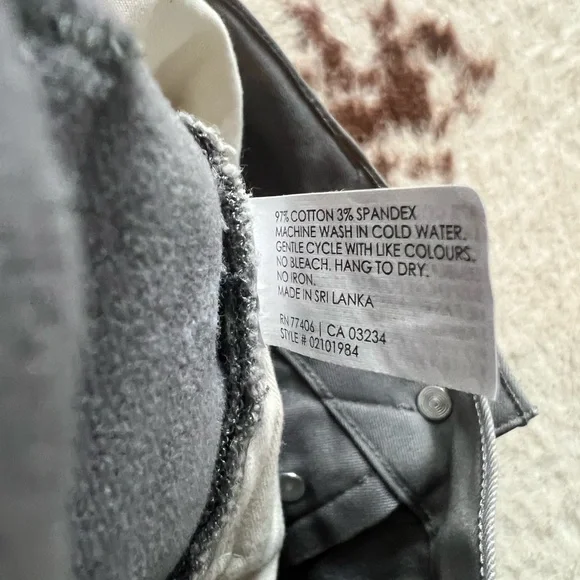 97% COTTON 3% SPANDEX
MACHINE WASH IN COLD WATER.
GENTLE CYCLE WITH LIKE COLOURS.
NO BLEACH. HANG TO DRY.
NO IRON.
MADE IN SRI LANKA
RN 77406 | CA 03234
STYLE # 02101984